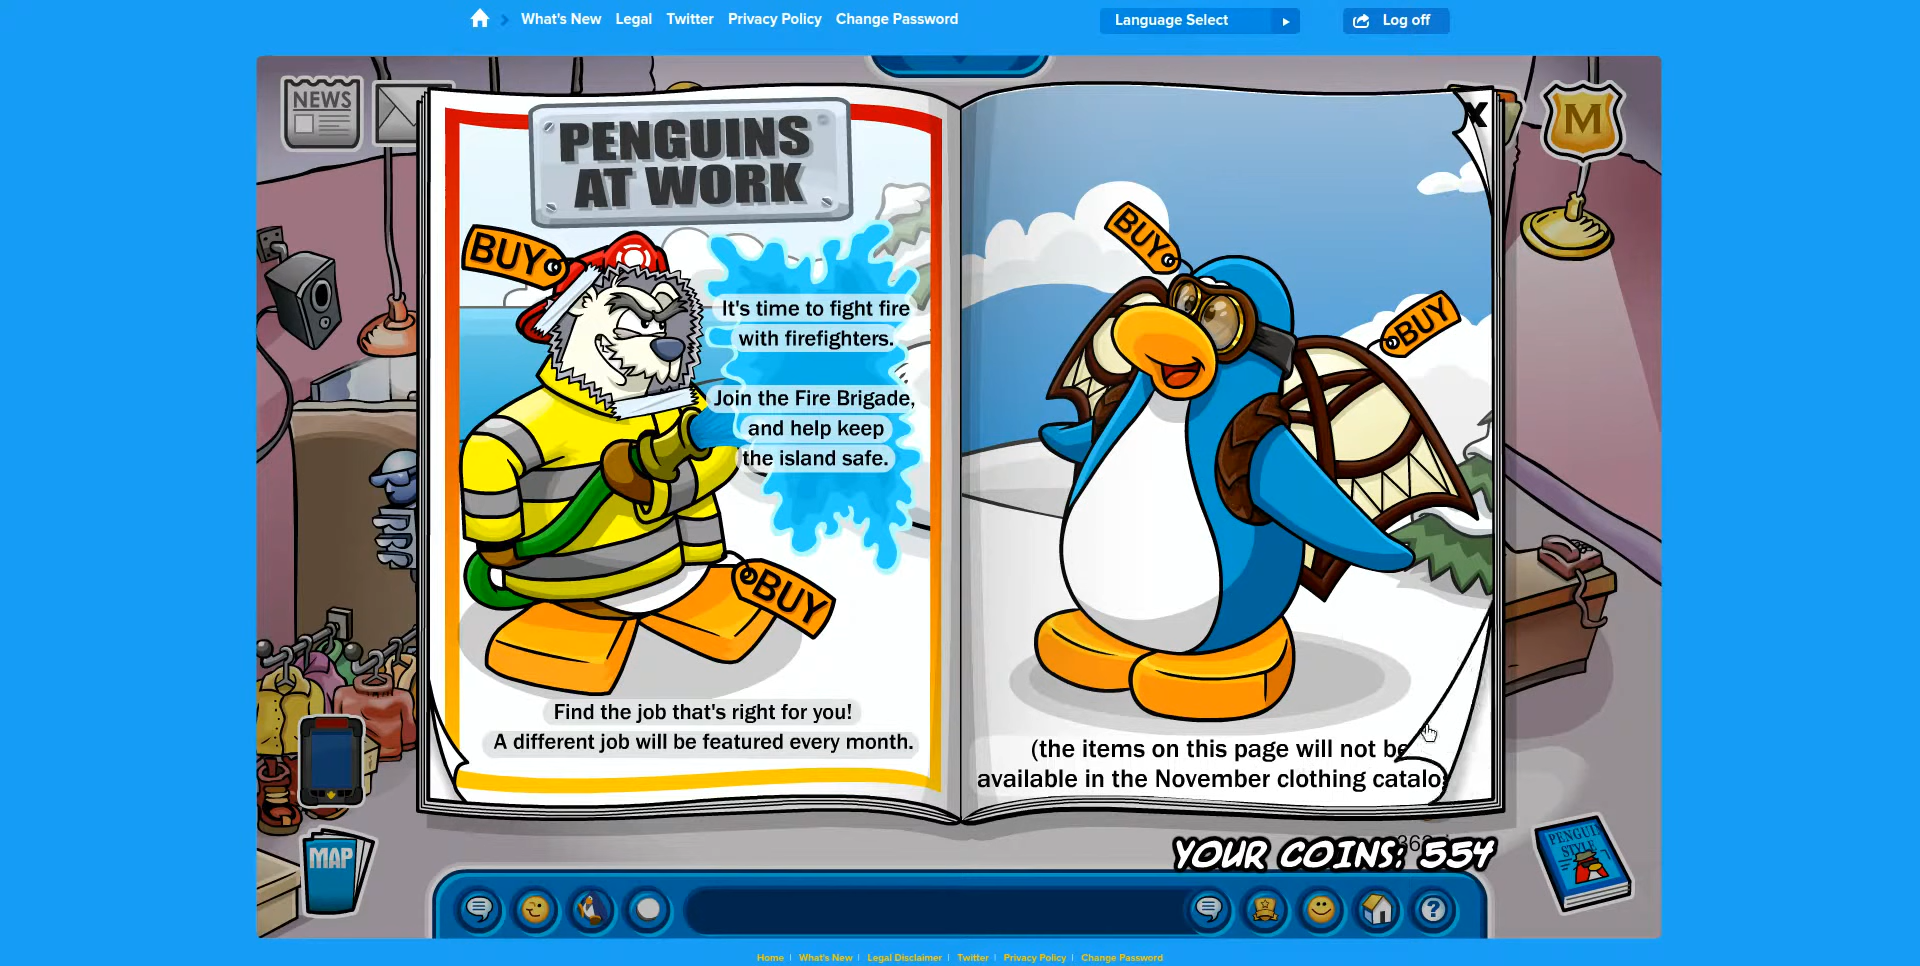 What's New Legal Twitter Privacy Policy Change Password
Language Select
Log off
NEWS
M
X
PENGUINS
AT WORK
BUY
BUY
It's time to fight fire
with firefighters.
BUY
Join the Fire Brigade,
and help keep
the island safe.
BUY
Find the job that's right for you!
A different job will be featured every month.
(the items on this page will not be
available in the November clothing catalo
MAP
YOUR COINS: 554
PENGUIN
STYLE
?
Home | What's New | Legal Disclaimer | Twitter | Privacy Policy | Change Password